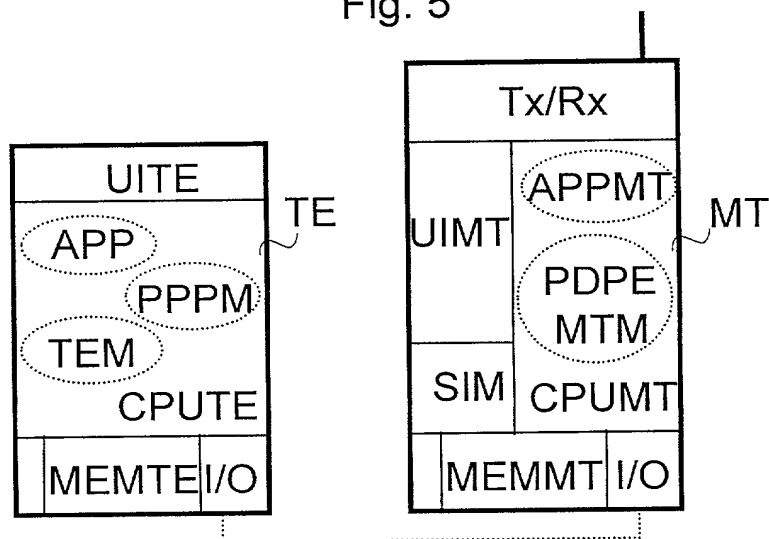 Fig. 5
UITE
APP
PPPM
TEM
CPUTE
MEMTE
I/O
TE
Tx/Rx
UIMT
APPMT
PDPE
MTM
SIM
CPUMT
MEMMT
I/O
MT